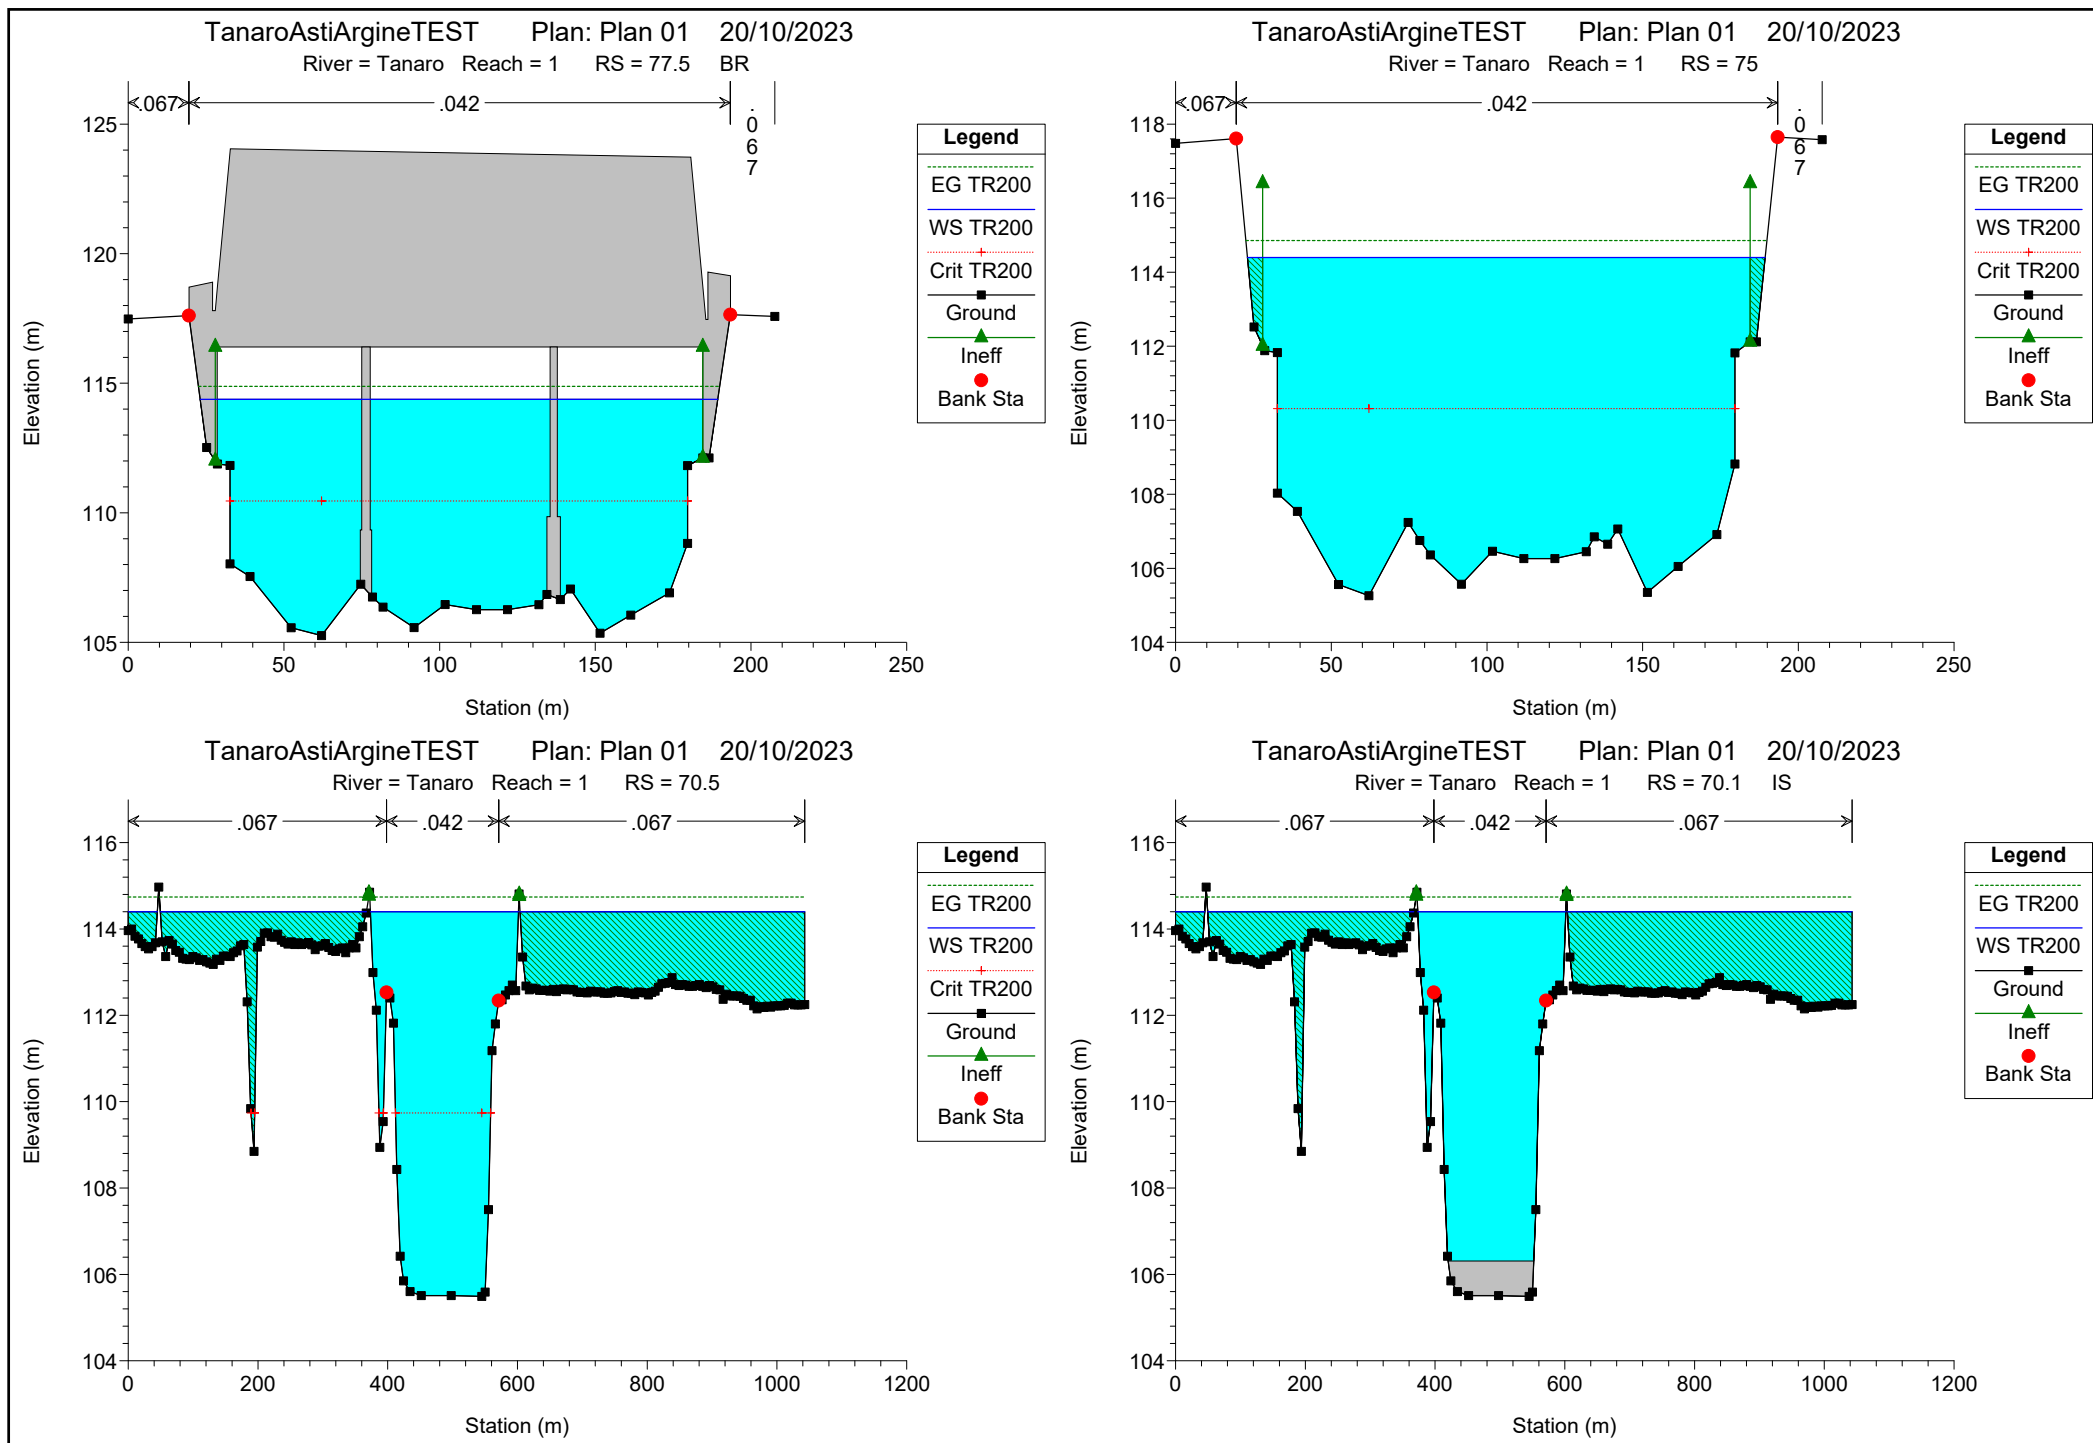 TanaroAstiArgineTEST Plan: Plan 01 20/10/2023
River = Tanaro Reach = 1 RS = 77.5 BR
.067
.042
.067
125
120
115
110
105
0 50 100 150 200 250
Elevation (m)
Station (m)
Legend
EG TR200
WS TR200
Crit TR200
Ground
Ineff
Bank Sta
TanaroAstiArgineTEST Plan: Plan 01 20/10/2023
River = Tanaro Reach = 1 RS = 75
.067
.042
.067
118
116
114
112
110
108
106
104
0 50 100 150 200 250
Elevation (m)
Station (m)
Legend
EG TR200
WS TR200
Crit TR200
Ground
Ineff
Bank Sta
TanaroAstiArgineTEST Plan: Plan 01 20/10/2023
River = Tanaro Reach = 1 RS = 70.5
.067 .042 .067
116
114
112
110
108
106
104
0 200 400 600 800 1000 1200
Elevation (m)
Station (m)
Legend
EG TR200
WS TR200
Crit TR200
Ground
Ineff
Bank Sta
TanaroAstiArgineTEST Plan: Plan 01 20/10/2023
River = Tanaro Reach = 1 RS = 70.1 IS
.067 .042 .067
116
114
112
110
108
106
104
0 200 400 600 800 1000 1200
Elevation (m)
Station (m)
Legend
EG TR200
WS TR200
Ground
Ineff
Bank Sta